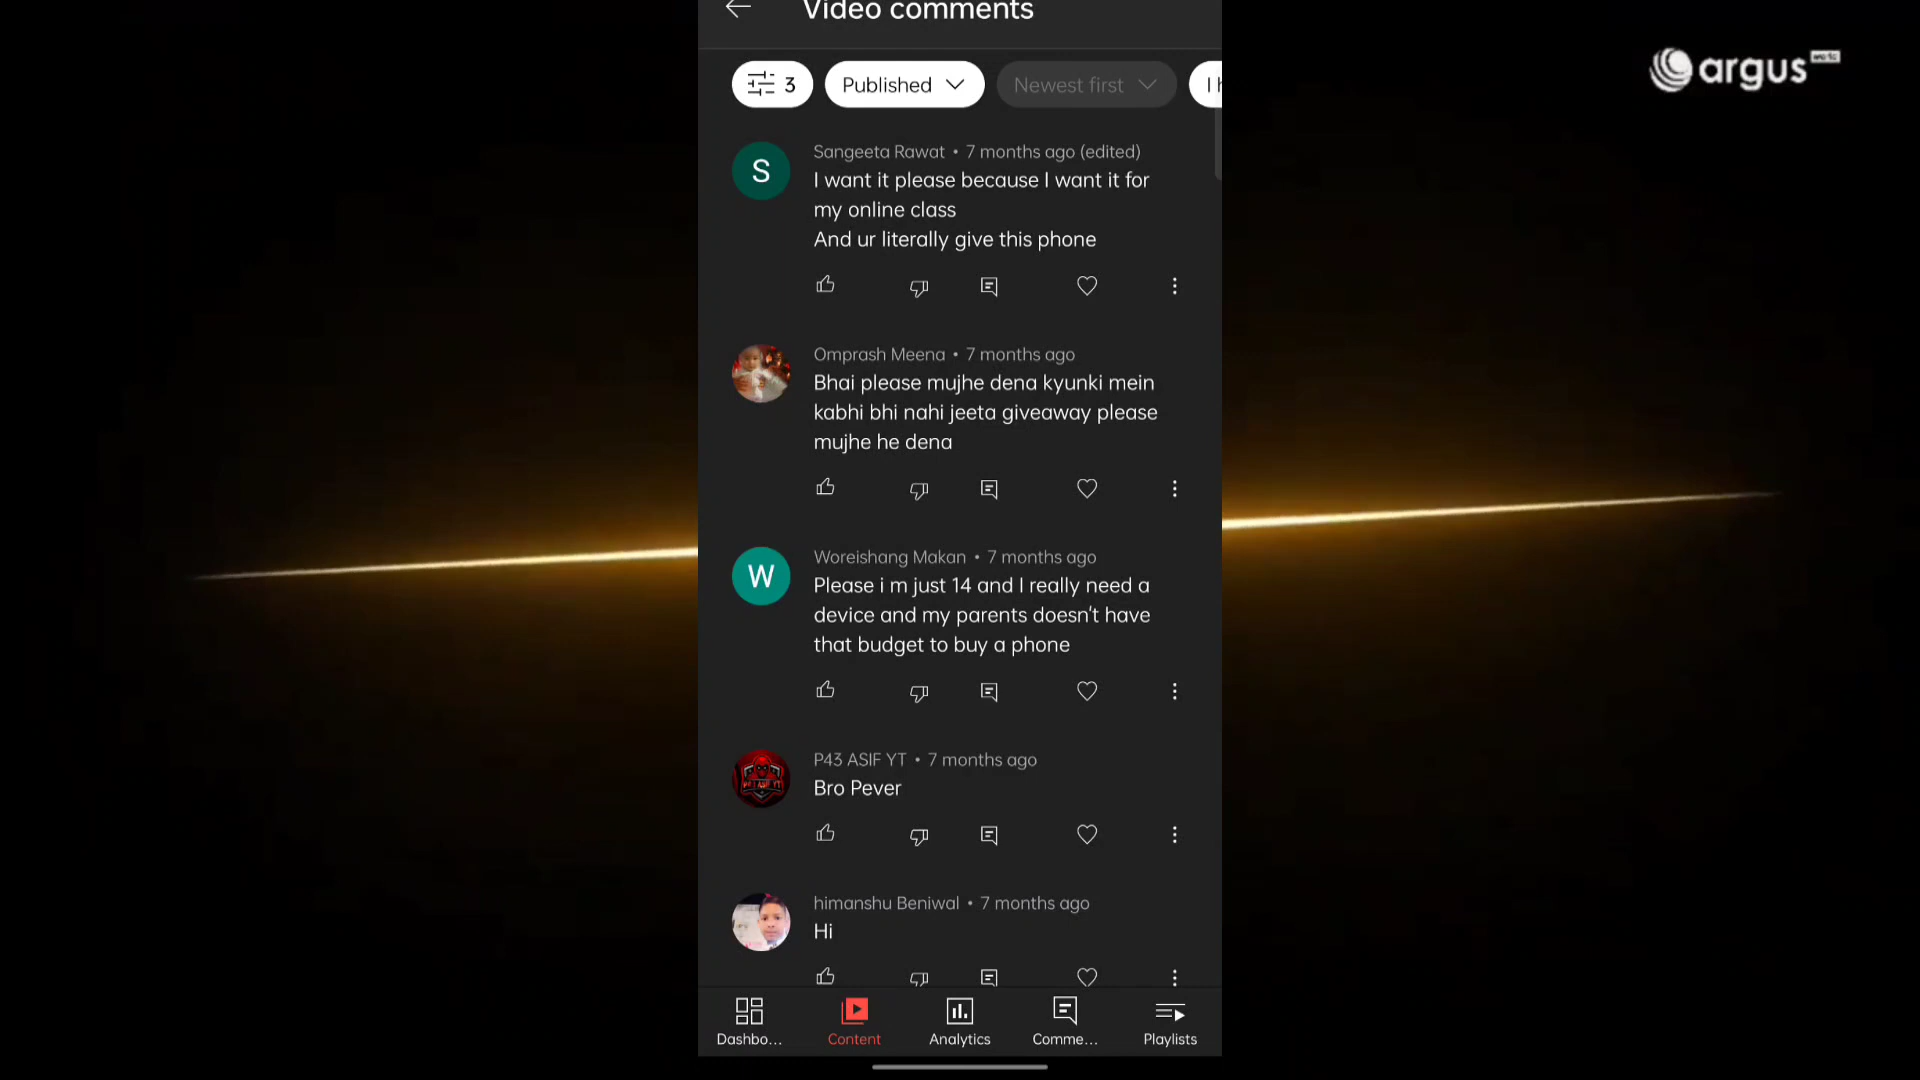 Video comments
3
Published
Newest first
I h
Sangeeta Rawat • 7 months ago (edited)
I want it please because I want it for
my online class
And ur literally give this phone
Omprash Meena • 7 months ago
Bhai please mujhe dena kyunki mein
kabhi bhi nahi jeeta giveaway please
mujhe he dena
Woreishang Makan • 7 months ago
Please i m just 14 and I really need a
device and my parents doesn't have
that budget to buy a phone
P43 ASIF YT • 7 months ago
Bro Pever
himanshu Beniwal • 7 months ago
Hi
Dashbo...
Content
Analytics
Comme...
Playlists
argus
S
W